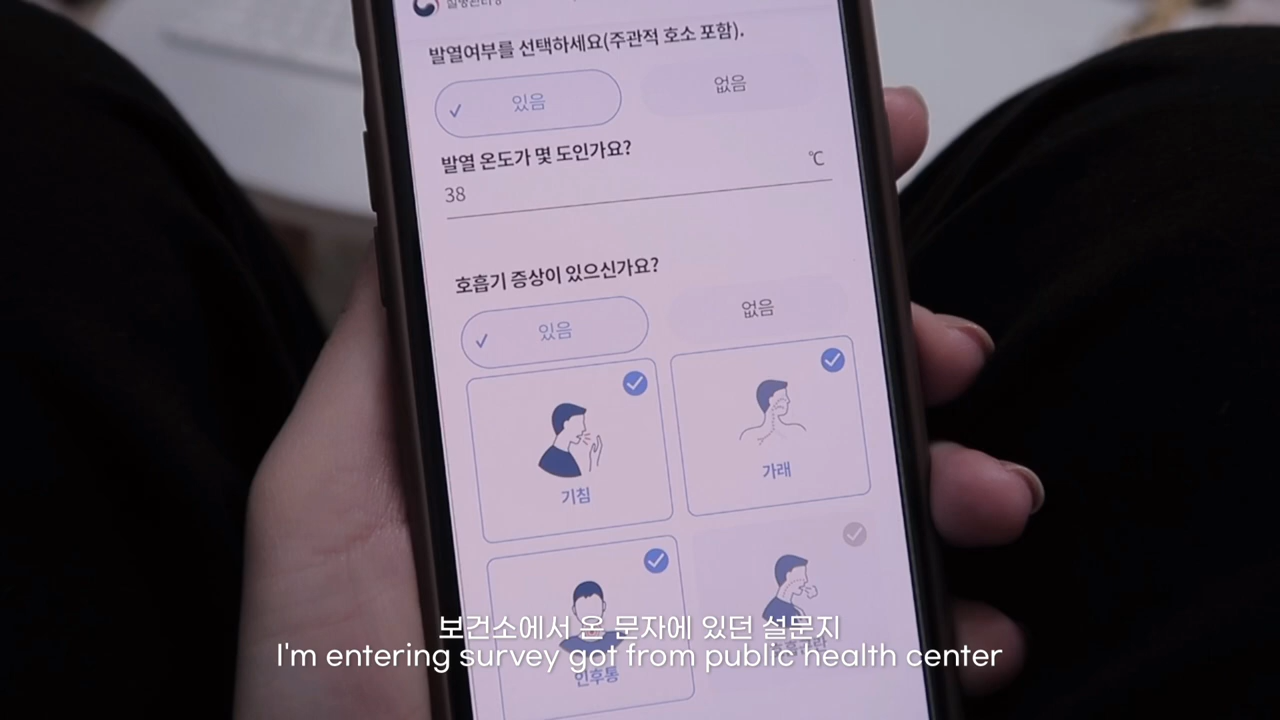 발열여부를 선택하세요(주관적 호소 포함).
있음
없음
발열 온도가 몇 도인가요?
38
℃
호흡기 증상이 있으신가요?
있음
없음
기침
가래
보건소에서 온 문자에 있던 설문지
I'm entering survey got from public health center
인후통